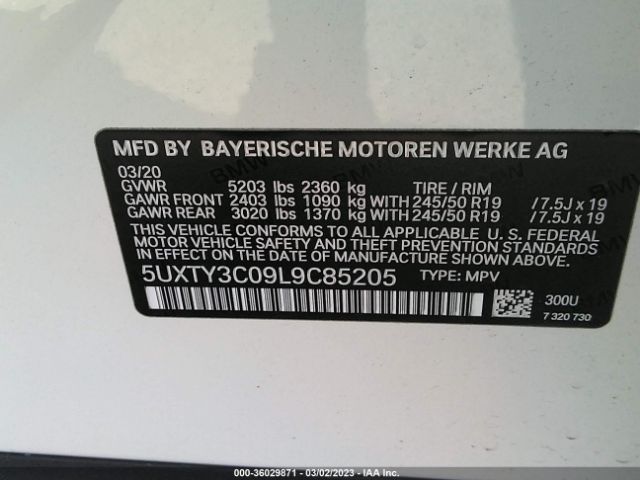 MFD BY BAYERISCHE MOTOREN WERKE AG
03/20
GVWR 5203 lbs 2360 kg TIRE / RIM
GAWR FRONT 2403 lbs 1090 kg WITH 245/50 R19 /7.5J x 19
GAWR REAR 3020 lbs 1370 kg WITH 245/50 R19 /7.5J x 19
THIS VEHICLE CONFORMS TO ALL APPLICABLE U. S. FEDERAL
MOTOR VEHICLE SAFETY AND THEFT PREVENTION STANDARDS
IN EFFECT ON THE DATE OF MANUFACTURE SHOWN ABOVE.
5UXTY3C09L9C85205 TYPE: MPV
300U
7 320 730
000-36029871 - 03/02/2023 - IAA Inc.